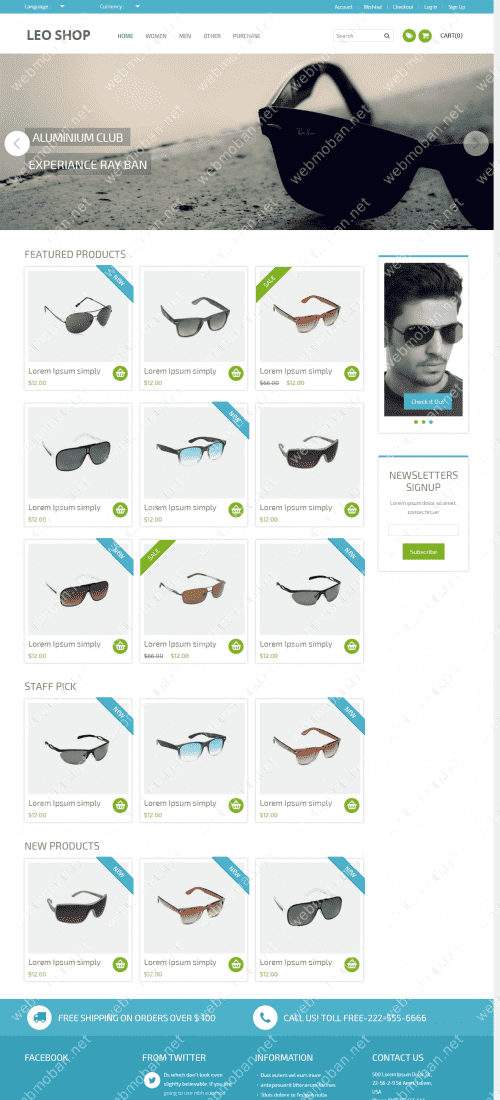 Language : Currency : Account Wishlist Checkout Log In Sign Up
LEO SHOP HOME WOMEN MEN OTHER PURCHASE Search CART(0)
ALUMINIUM CLUB
EXPERIANCE RAY BAN
FEATURED PRODUCTS
NEW
SALE
Lorem Ipsum simply Lorem Ipsum simply Lorem Ipsum simply
$12.00 $12.00 $66.00 $12.00
Check it Out!
NEW
Lorem Ipsum simply Lorem Ipsum simply Lorem Ipsum simply
$12.00 $12.00 $12.00
NEWSLETTERS
SIGNUP
Lorem ipsum dolor sit amet,
consectetuer
Subscribe
NEW SALE NEW
Lorem Ipsum simply Lorem Ipsum simply Lorem Ipsum simply
$12.00 $66.00 $12.00 $12.00
STAFF PICK
NEW NEW
Lorem Ipsum simply Lorem Ipsum simply Lorem Ipsum simply
$12.00 $12.00 $12.00
NEW PRODUCTS
NEW NEW NEW
Lorem Ipsum simply Lorem Ipsum simply Lorem Ipsum simply
$12.00 $12.00 $12.00
FREE SHIPPING ON ORDERS OVER $ 100 CALL US! TOLL FREE-222-555-6666
FACEBOOK FROM TWITTER INFORMATION CONTACT US
Do which don't look even
slightly believable. If you are
going to use nibh euismod
Duis autem vel eum iriure
anteposuerit litterarum formas
Tduis dolore te feugait nulla
500 Lorem Ipsum Dolor Sit,
22-56-2-9 Sit Amet, Lorem,
USA
webmoban.net